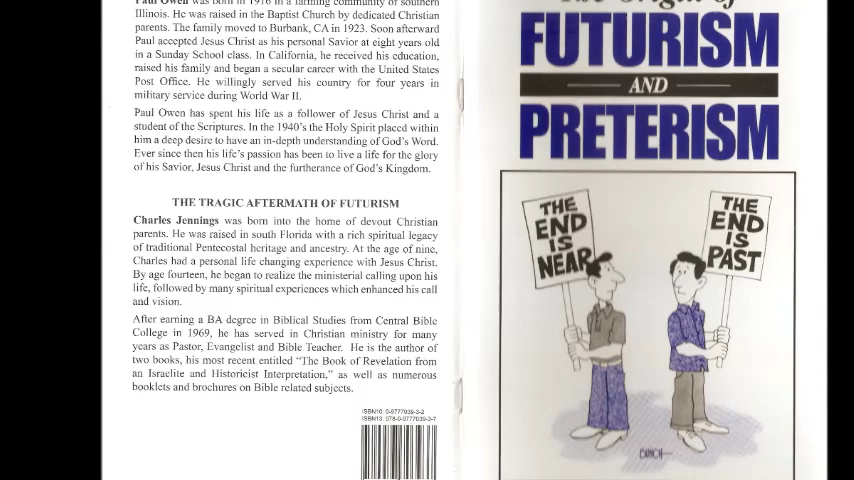 Paul Owen was born in 1916 in a farming community of southern
Illinois. He was raised in the Baptist Church by dedicated Christian
parents. The family moved to Burbank, CA in 1923. Soon afterward
Paul accepted Jesus Christ as his personal Savior at eight years old
in a Sunday School class. In California, he received his education,
raised his family and began a secular career with the United States
Post Office. He willingly served his country for four years in
military service during World War II.
Paul Owen has spent his life as a follower of Jesus Christ and a
student of the Scriptures. In the 1940's the Holy Spirit placed within
him a deep desire to have an in-depth understanding of God's Word.
Ever since then his life's passion has been to live a life for the glory
of his Savior, Jesus Christ and the furtherance of God's Kingdom.
THE TRAGIC AFTERMATH OF FUTURISM
Charles Jennings was born into the home of devout Christian
parents. He was raised in south Florida with a rich spiritual legacy
of traditional Pentecostal heritage and ancestry. At the age of nine,
Charles had a personal life changing experience with Jesus Christ.
By age fourteen, he began to realize the ministerial calling upon his
life, followed by many spiritual experiences which enhanced his call
and vision.
After earning a BA degree in Biblical Studies from Central Bible
College in 1969, he has served in Christian ministry for many
years as Pastor, Evangelist and Bible Teacher. He is the author of
two books, his most recent entitled “The Book of Revelation from
an Israelite and Historicist Interpretation,” as well as numerous
booklets and brochures on Bible related subjects.
ISBN10: 0-9777039-3-2
ISBN13: 978-0-9777039-3-7
The Origin of
FUTURISM
AND
PRETERISM
THE
END
IS
NEAR
THE
END
IS
PAST
BUNCH